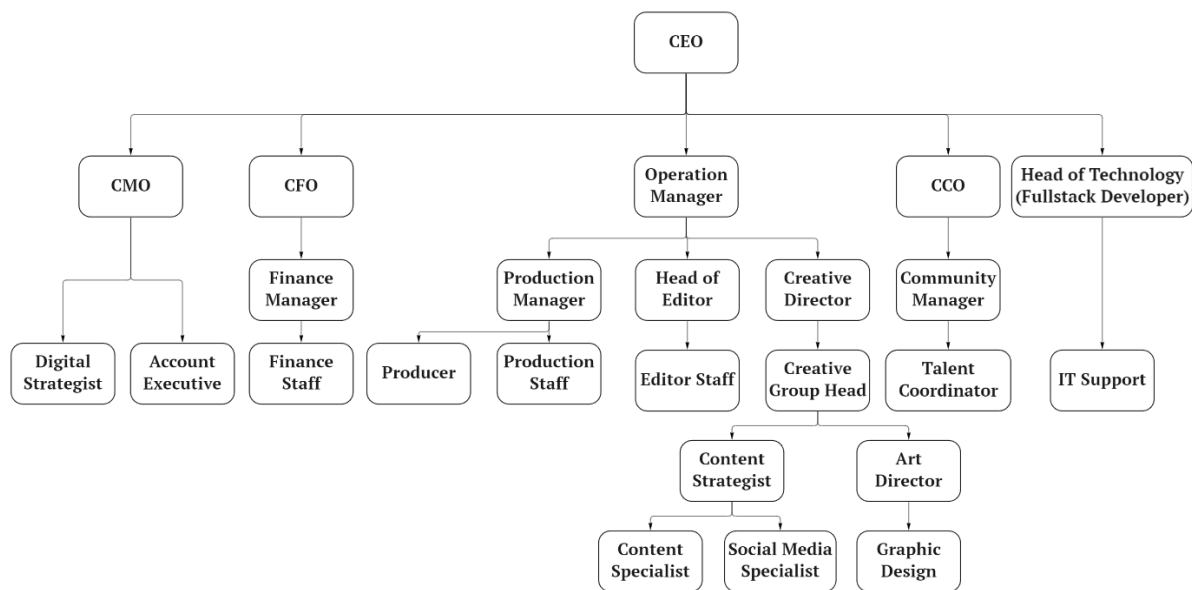 CEO
CMO
CFO
Operation
Manager
CCO
Head of Technology
(Fullstack Developer)
Finance
Manager
Production
Manager
Head of
Editor
Creative
Director
Community
Manager
Digital
Strategist
Account
Executive
Finance
Staff
Producer
Production
Staff
Editor Staff
Creative
Group Head
Talent
Coordinator
IT Support
Content
Strategist
Art
Director
Content
Specialist
Social Media
Specialist
Graphic
Design